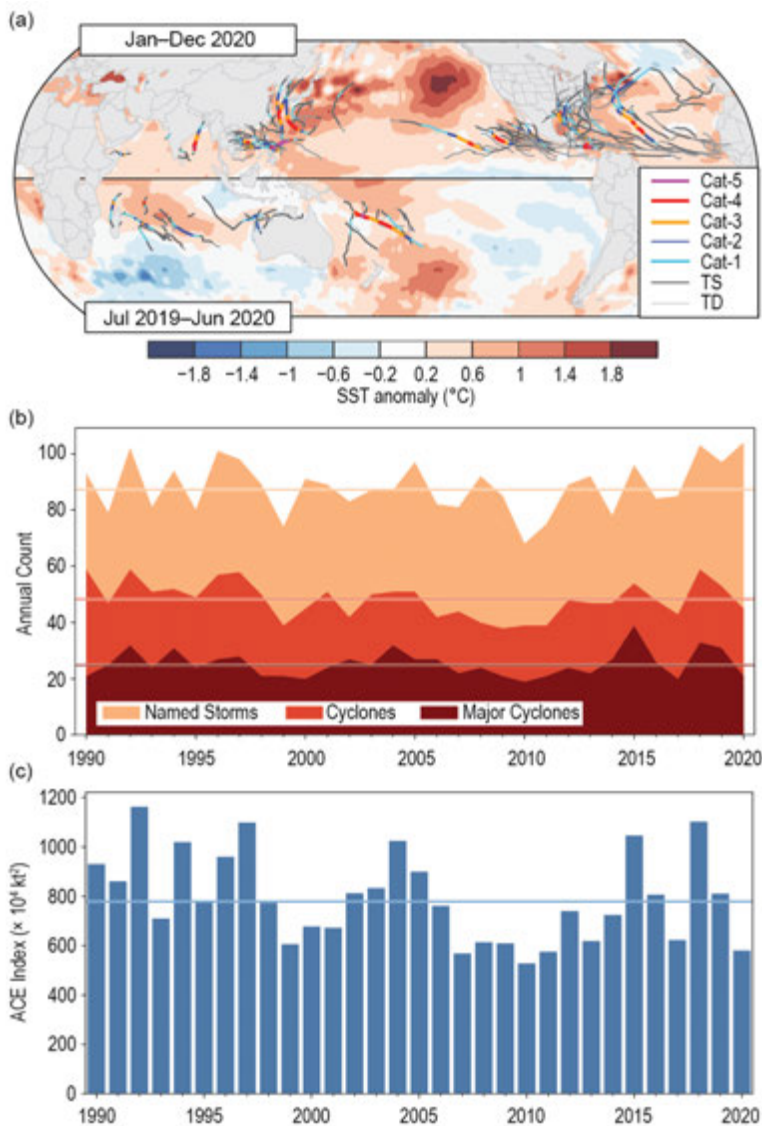 (a)
Jan–Dec 2020
Cat-5
Cat-4
Cat-3
Cat-2
Cat-1
TS
TD
Jul 2019–Jun 2020
−1.8 −1.4 −1 −0.6 −0.2 0.2 0.6 1 1.4 1.8
SST anomaly (°C)
(b)
100
80
60
40
20
0
Annual Count
Named Storms Cyclones Major Cyclones
1990 1995 2000 2005 2010 2015 2020
(c)
1200
1000
800
600
400
200
0
ACE Index (× 10⁴ kt²)
1990 1995 2000 2005 2010 2015 2020